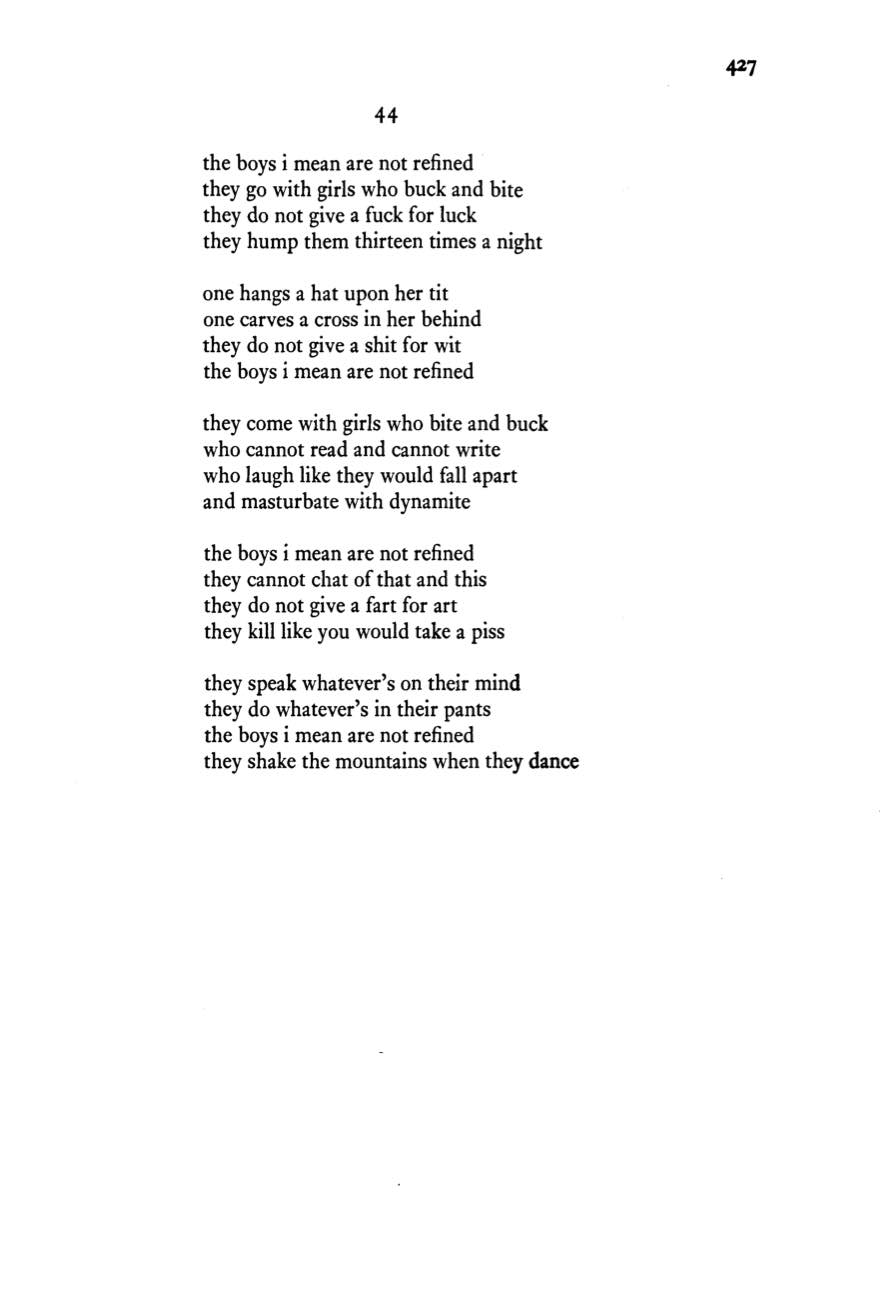 427
44
the boys i mean are not refined
they go with girls who buck and bite
they do not give a fuck for luck
they hump them thirteen times a night
one hangs a hat upon her tit
one carves a cross in her behind
they do not give a shit for wit
the boys i mean are not refined
they come with girls who bite and buck
who cannot read and cannot write
who laugh like they would fall apart
and masturbate with dynamite
the boys i mean are not refined
they cannot chat of that and this
they do not give a fart for art
they kill like you would take a piss
they speak whatever's on their mind
they do whatever's in their pants
the boys i mean are not refined
they shake the mountains when they dance